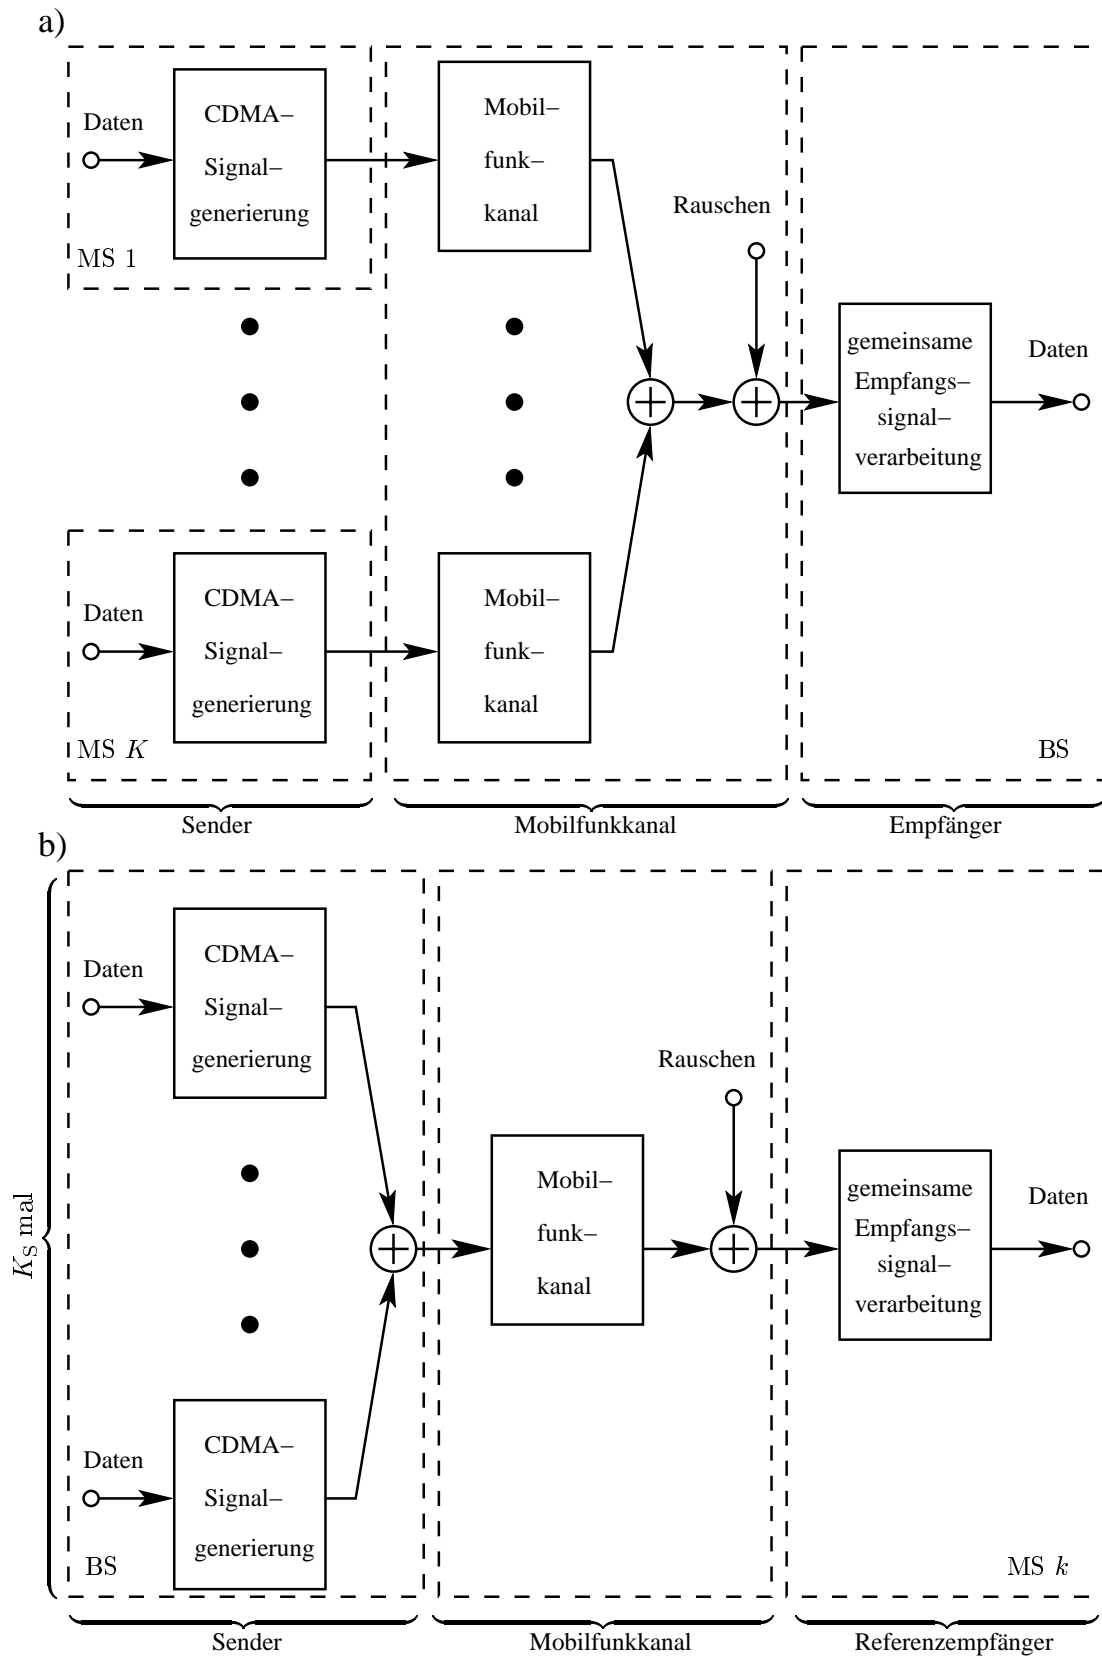 a)
Daten
CDMA–
Signal–
generierung
MS 1
Mobil–
funk–
kanal
Rauschen
gemeinsame
Empfangs–
signal–
verarbeitung
Daten
Daten
CDMA–
Signal–
generierung
MS K
Mobil–
funk–
kanal
BS
Sender
Mobilfunkkanal
Empfänger
b)
K_S mal
Daten
CDMA–
Signal–
generierung
Rauschen
Mobil–
funk–
kanal
gemeinsame
Empfangs–
signal–
verarbeitung
Daten
Daten
CDMA–
Signal–
generierung
BS
MS k
Sender
Mobilfunkkanal
Referenzempfänger